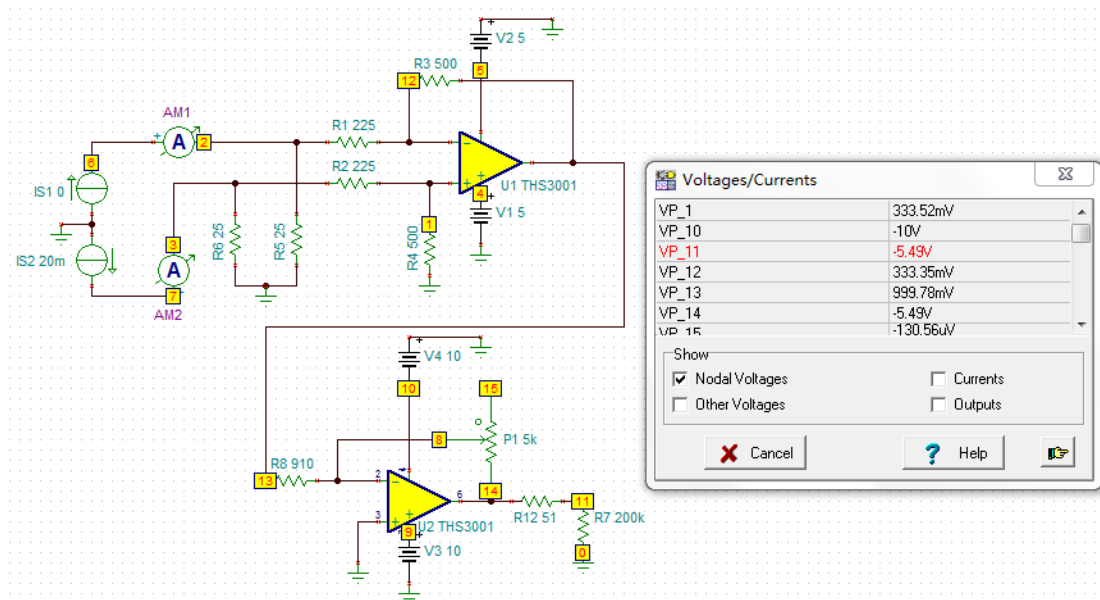 V2 5
5
R3 500
12
AM1
A
2
R1 225
6
R2 225
IS1 0
U1 THS3001
4
V1 5
1
3
R6 25
R5 25
R4 500
IS2 20m
A
7
AM2
Voltages/Currents
VP_1 333.52mV
VP_10 -10V
VP_11 -5.49V
VP_12 333.35mV
VP_13 999.78mV
VP_14 -5.49V
VP_15 -130.56uV
Show
Nodal Voltages
Currents
Other Voltages
Outputs
Cancel
Help
V4 10
10
15
8
P1 5k
R8 910
13
2
14
6
11
3
U2 THS3001
R12 51
R7 200k
9
V3 10
0